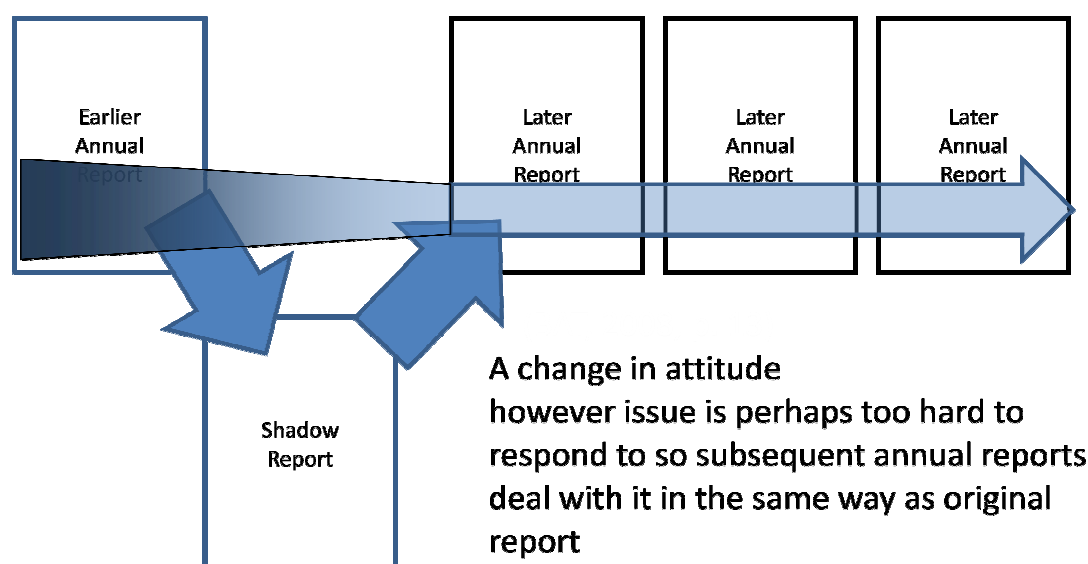 Earlier
Annual
Report
Later
Annual
Report
Later
Annual
Report
Later
Annual
Report
Shadow
Report
A change in attitude
however issue is perhaps too hard to
respond to so subsequent annual reports
deal with it in the same way as original
report